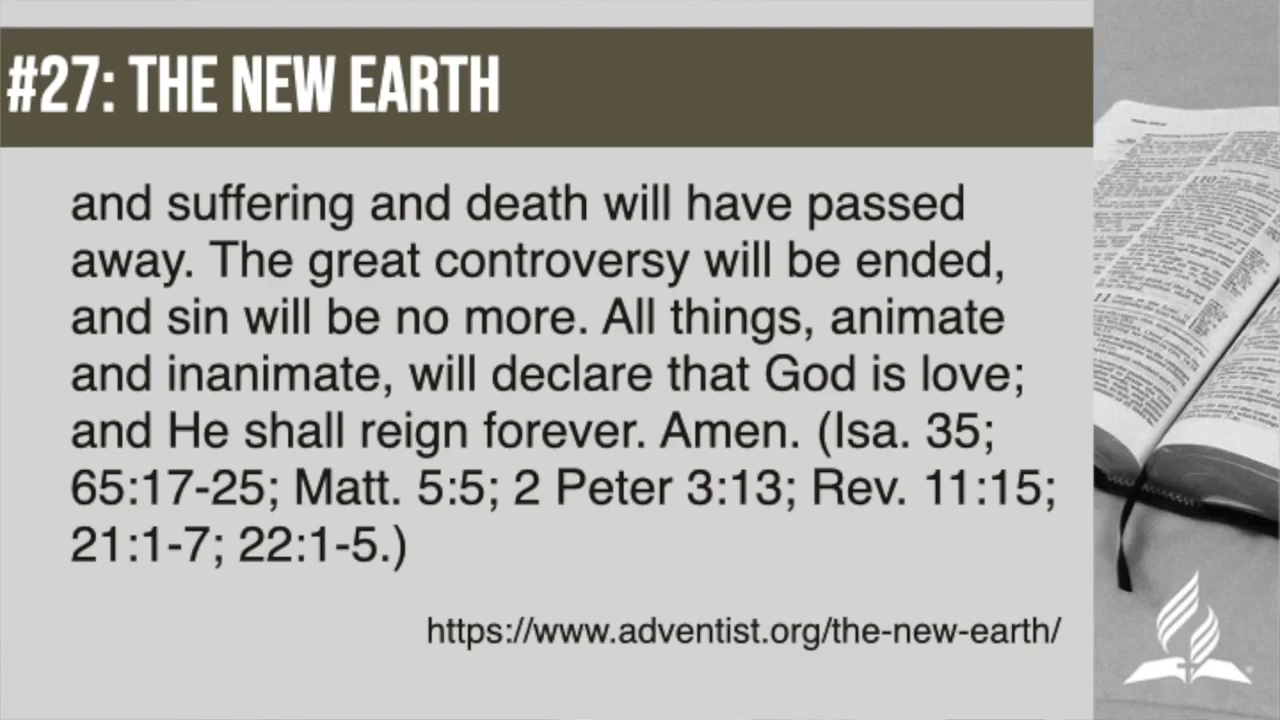 #27: THE NEW EARTH
and suffering and death will have passed
away. The great controversy will be ended,
and sin will be no more. All things, animate
and inanimate, will declare that God is love;
and He shall reign forever. Amen. (Isa. 35;
65:17-25; Matt. 5:5; 2 Peter 3:13; Rev. 11:15;
21:1-7; 22:1-5.)
https://www.adventist.org/the-new-earth/
110
11